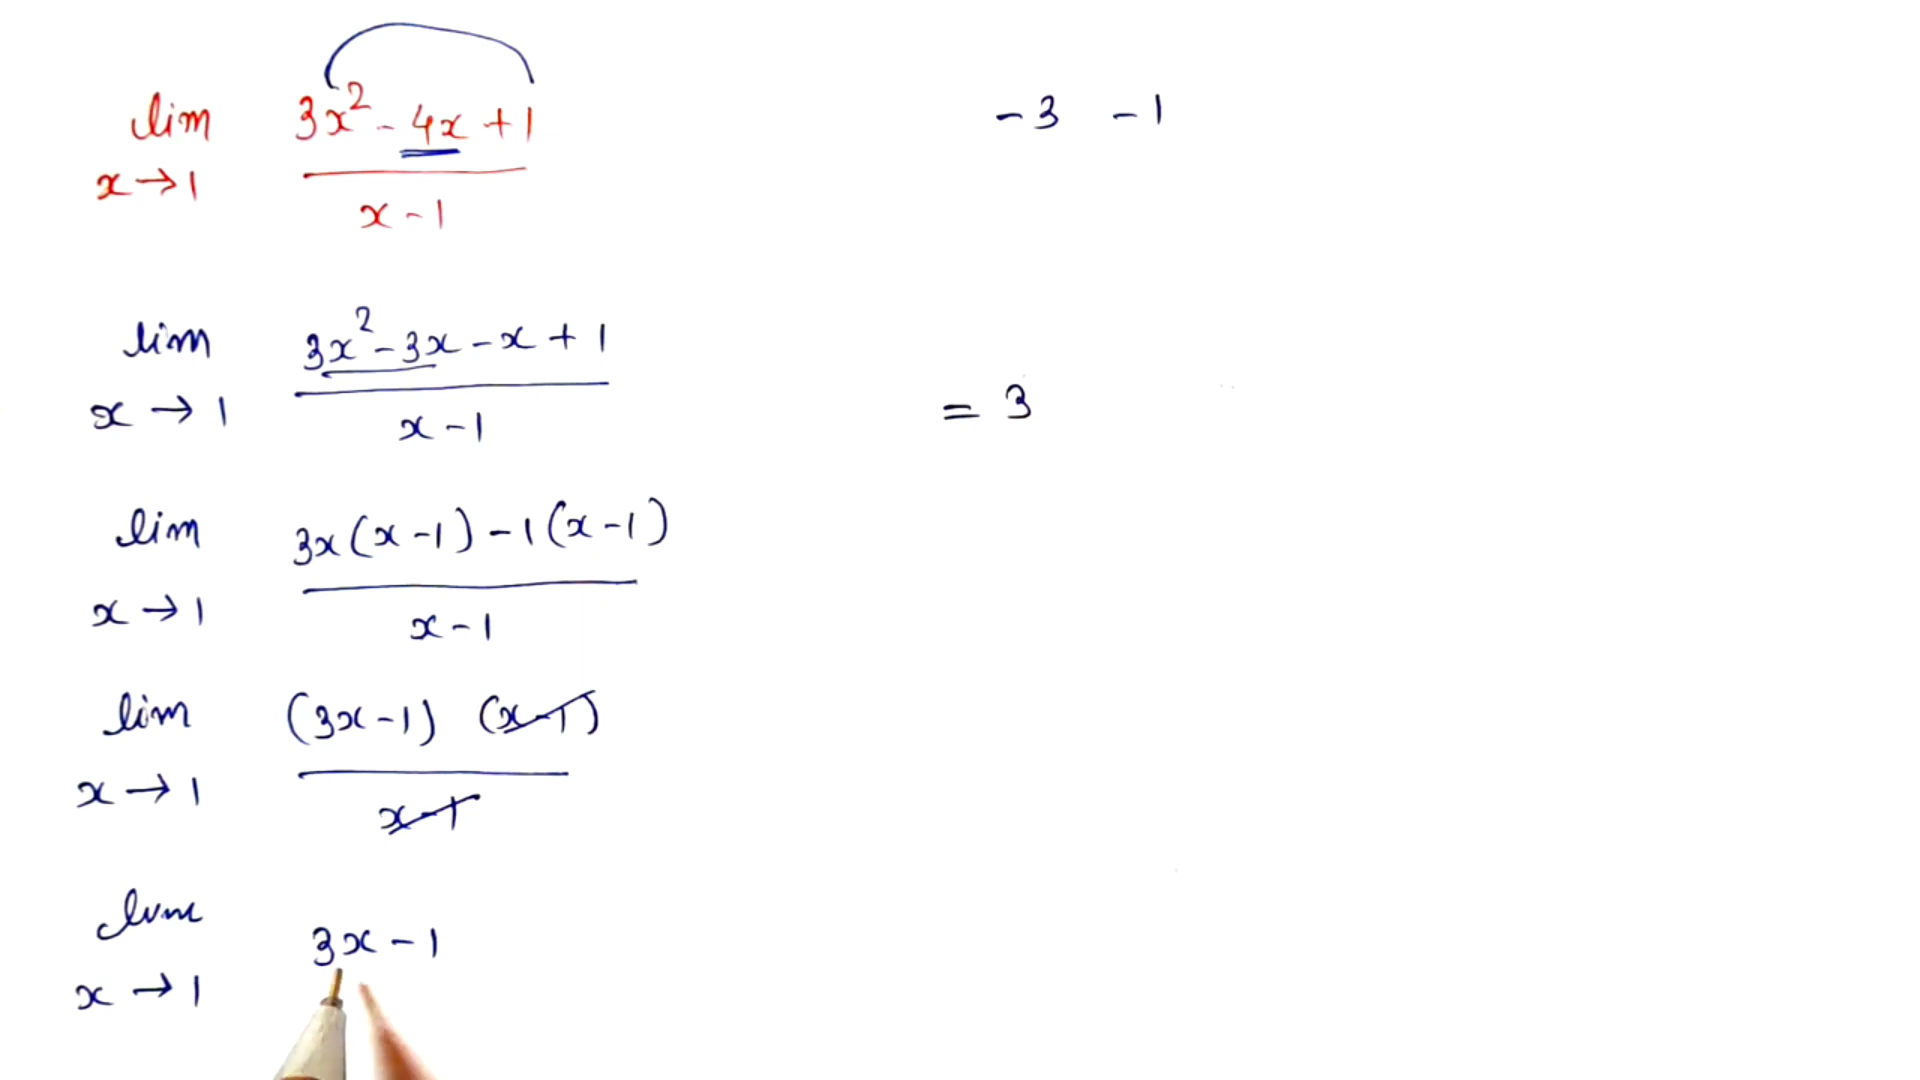 lim 3x² - 4x + 1
x → 1 x - 1
lim 3x² - 3x - x + 1
x → 1 x - 1
lim 3x(x - 1) - 1(x - 1)
x → 1 x - 1
lim (3x - 1) (x - 1)
x → 1 x - 1
lim 3x - 1
x → 1
- 3 - 1
= 3